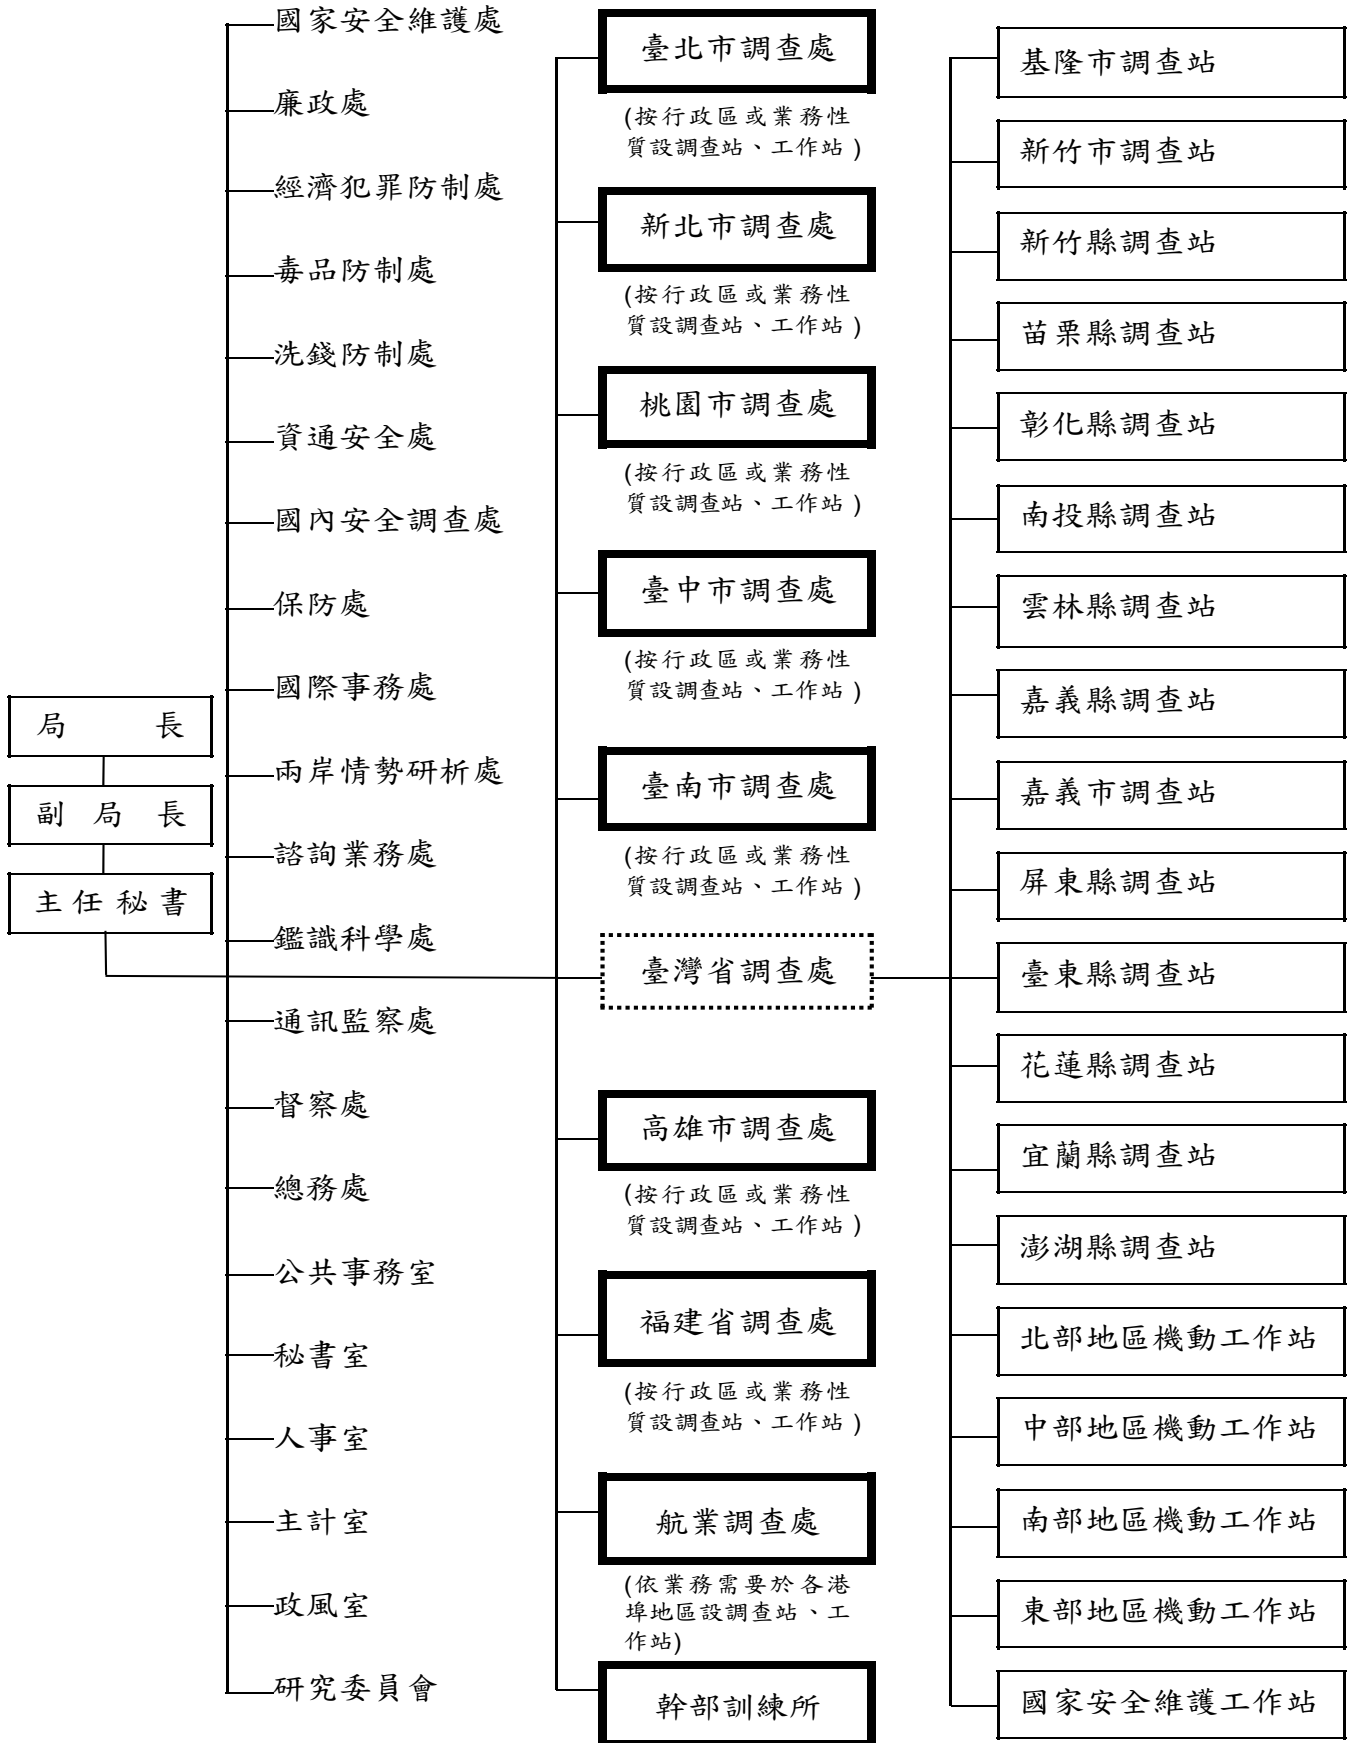 局長
副局長
主任秘書
國家安全維護處
廉政處
經濟犯罪防制處
毒品防制處
洗錢防制處
資通安全處
國內安全調查處
保防處
國際事務處
兩岸情勢研析處
諮詢業務處
鑑識科學處
通訊監察處
督察處
總務處
公共事務室
秘書室
人事室
主計室
政風室
研究委員會
臺北市調查處
(按行政區或業務性
質設調查站、工作站)
新北市調查處
(按行政區或業務性
質設調查站、工作站)
桃園市調查處
(按行政區或業務性
質設調查站、工作站)
臺中市調查處
(按行政區或業務性
質設調查站、工作站)
臺南市調查處
(按行政區或業務性
質設調查站、工作站)
臺灣省調查處
高雄市調查處
(按行政區或業務性
質設調查站、工作站)
福建省調查處
(按行政區或業務性
質設調查站、工作站)
航業調查處
(依業務需要於各港
埠地區設調查站、工
作站)
幹部訓練所
基隆市調查站
新竹市調查站
新竹縣調查站
苗栗縣調查站
彰化縣調查站
南投縣調查站
雲林縣調查站
嘉義縣調查站
嘉義市調查站
屏東縣調查站
臺東縣調查站
花蓮縣調查站
宜蘭縣調查站
澎湖縣調查站
北部地區機動工作站
中部地區機動工作站
南部地區機動工作站
東部地區機動工作站
國家安全維護工作站